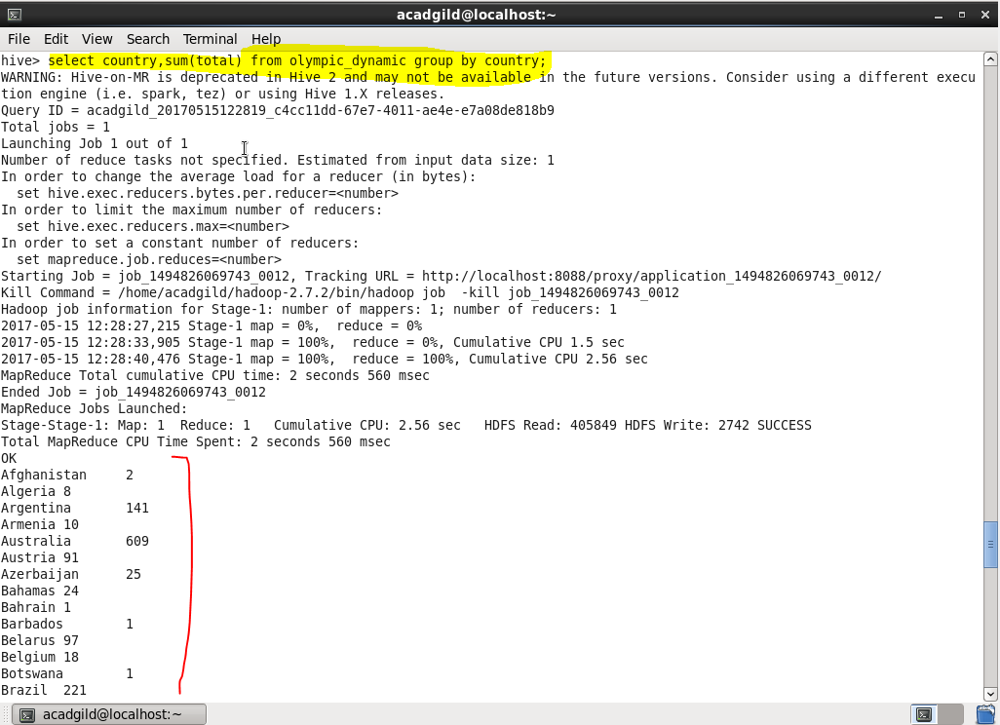 acadgild@localhost:~
File Edit View Search Terminal Help
hive> select country,sum(total) from olympic_dynamic group by country;
WARNING: Hive-on-MR is deprecated in Hive 2 and may not be available in the future versions. Consider using a different execu
tion engine (i.e. spark, tez) or using Hive 1.X releases.
Query ID = acadgild_20170515122819_c4cc11dd-67e7-4011-ae4e-e7a08de818b9
Total jobs = 1
Launching Job 1 out of 1
Number of reduce tasks not specified. Estimated from input data size: 1
In order to change the average load for a reducer (in bytes):
  set hive.exec.reducers.bytes.per.reducer=<number>
In order to limit the maximum number of reducers:
  set hive.exec.reducers.max=<number>
In order to set a constant number of reducers:
  set mapreduce.job.reduces=<number>
Starting Job = job_1494826069743_0012, Tracking URL = http://localhost:8088/proxy/application_1494826069743_0012/
Kill Command = /home/acadgild/hadoop-2.7.2/bin/hadoop job  -kill job_1494826069743_0012
Hadoop job information for Stage-1: number of mappers: 1; number of reducers: 1
2017-05-15 12:28:27,215 Stage-1 map = 0%,  reduce = 0%
2017-05-15 12:28:33,905 Stage-1 map = 100%,  reduce = 0%, Cumulative CPU 1.5 sec
2017-05-15 12:28:40,476 Stage-1 map = 100%,  reduce = 100%, Cumulative CPU 2.56 sec
MapReduce Total cumulative CPU time: 2 seconds 560 msec
Ended Job = job_1494826069743_0012
MapReduce Jobs Launched:
Stage-Stage-1: Map: 1  Reduce: 1   Cumulative CPU: 2.56 sec   HDFS Read: 405849 HDFS Write: 2742 SUCCESS
Total MapReduce CPU Time Spent: 2 seconds 560 msec
OK
Afghanistan     2
Algeria 8
Argentina       141
Armenia 10
Australia       609
Austria 91
Azerbaijan      25
Bahamas 24
Bahrain 1
Barbados        1
Belarus 97
Belgium 18
Botswana        1
Brazil  221
acadgild@localhost:~